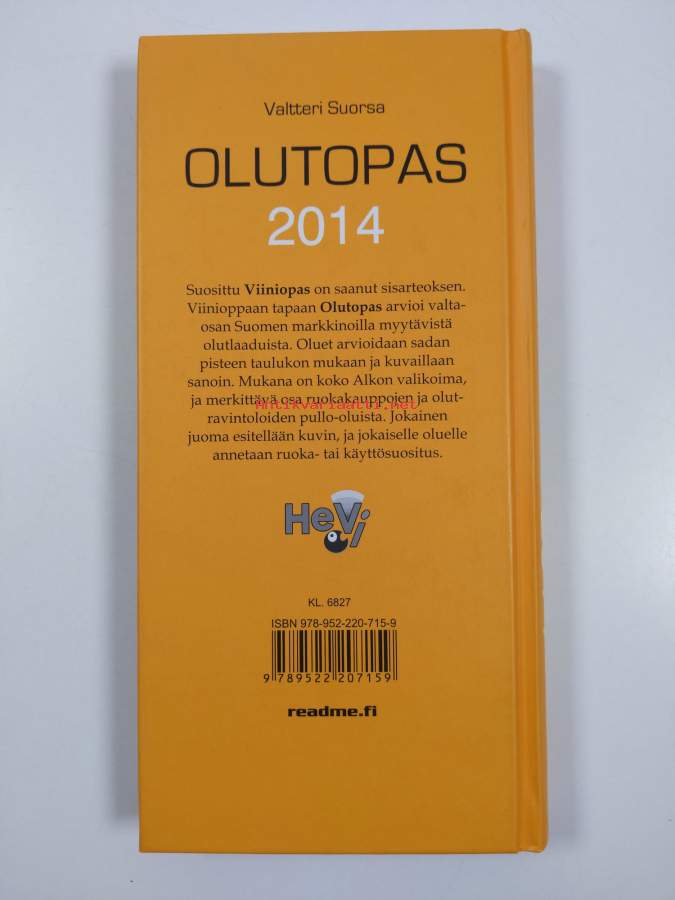 Valtteri Suorsa
OLUTOPAS
2014
Suosittu Viiniopas on saanut sisarteoksen.
Viinioppaan tapaan Olutopas arvioi valta-
osan Suomen markkinoilla myytävistä
olutlaaduista. Oluet arvioidaan sadan
pisteen taulukon mukaan ja kuvaillaan
sanoin. Mukana on koko Alkon valikoima,
ja merkittävä osa ruokakauppojen ja olut-
Antikvariaatti.net
ravintoloiden pullo-oluista. Jokainen
juoma esitellään kuvin, ja jokaiselle oluelle
annetaan ruoka- tai käyttösuositus.
HeVi
KL. 6827
ISBN 978-952-220-715-9
9 789522 207159
readme.fi